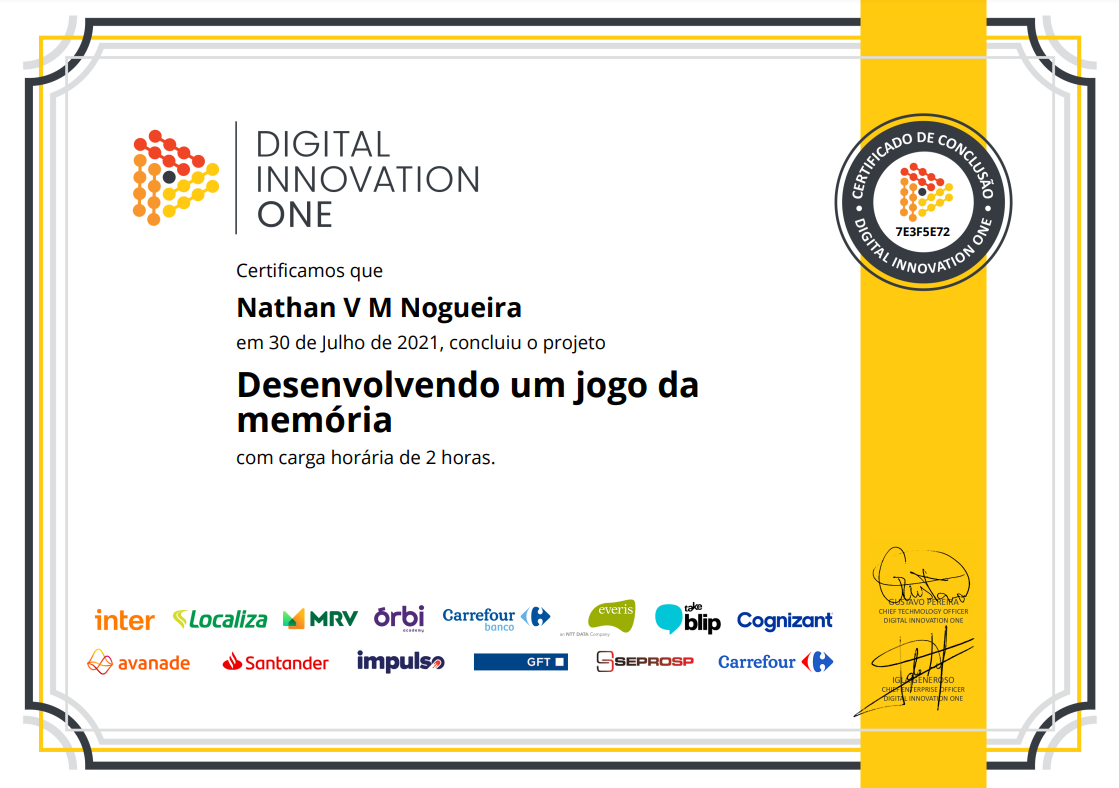 DIGITAL
INNOVATION
ONE
CERTIFICADO DE CONCLUSÃO
7E3F5E72
DIGITAL INNOVATION ONE
Certificamos que
Nathan V M Nogueira
em 30 de Julho de 2021, concluiu o projeto
Desenvolvendo um jogo da
memória
com carga horária de 2 horas.
inter Localiza MRV órbi academy Carrefour banco everis an NTT DATA Company take blip Cognizant
avanade Santander impulso GFT SEPROSP Carrefour
GUSTAVO PEREIRA
CHIEF TECHMOLOGY OFFICER
DIGITAL INNOVATION ONE
IGLÁ GENEROSO
CHIEF ENTERPRISE OFFICER
DIGITAL INNOVATION ONE